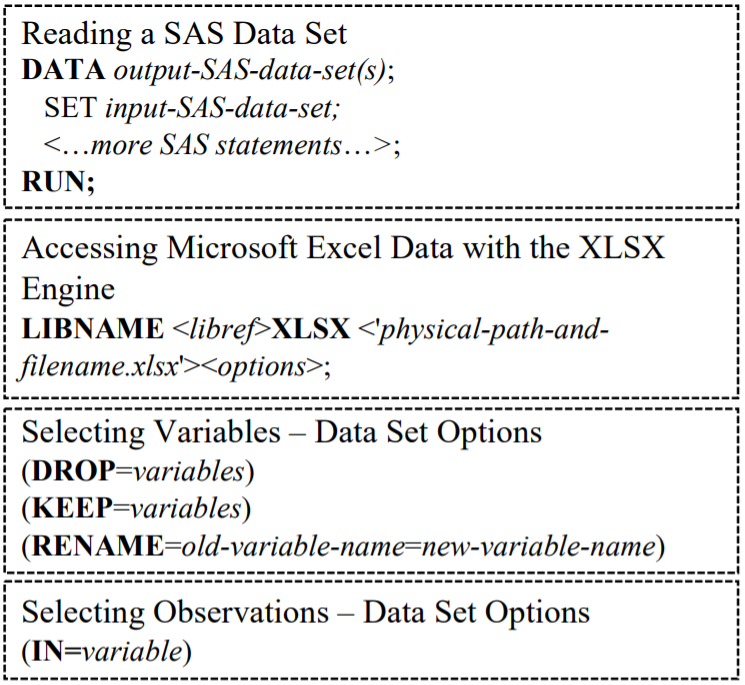 Reading a SAS Data Set
DATA output-SAS-data-set(s);
SET input-SAS-data-set;
<…more SAS statements…>;
RUN;
Accessing Microsoft Excel Data with the XLSX
Engine
LIBNAME <libref>XLSX <'physical-path-and-
filename.xlsx'><options>;
Selecting Variables – Data Set Options
(DROP=variables)
(KEEP=variables)
(RENAME=old-variable-name=new-variable-name)
Selecting Observations – Data Set Options
(IN=variable)